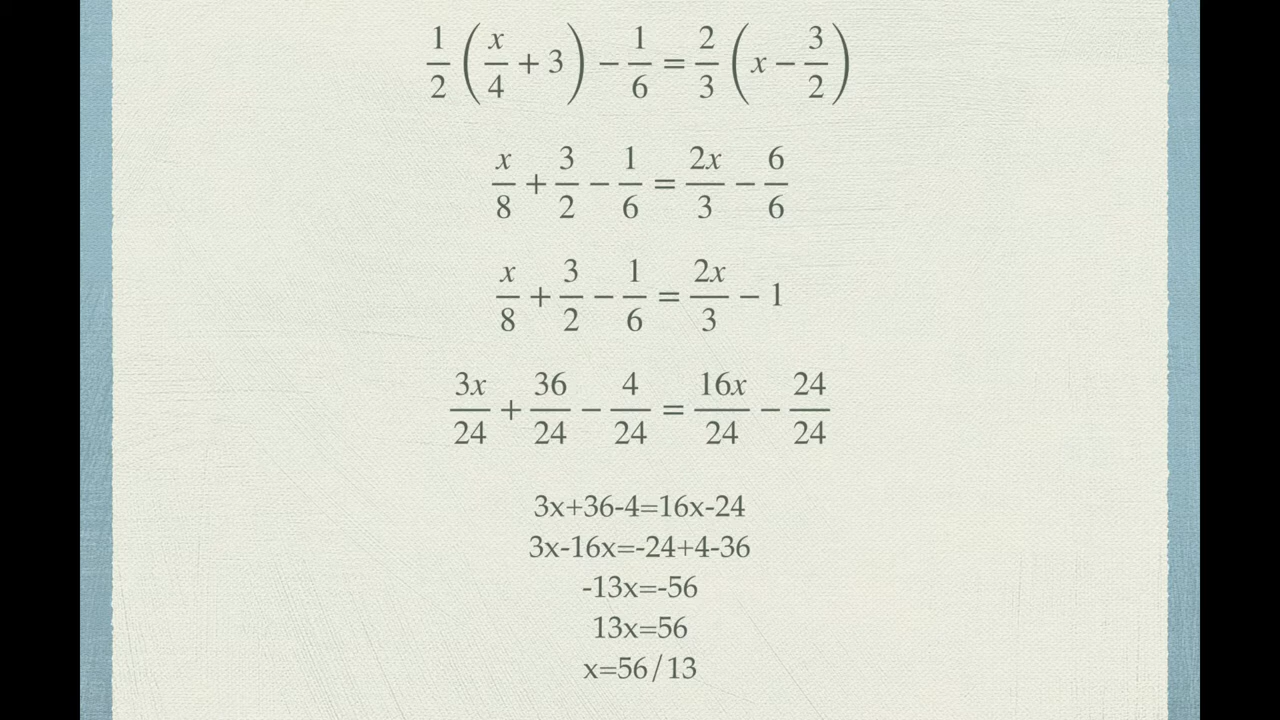 1/2 (x/4 + 3) − 1/6 = 2/3 (x − 3/2)
x/8 + 3/2 − 1/6 = 2x/3 − 6/6
x/8 + 3/2 − 1/6 = 2x/3 − 1
3x/24 + 36/24 − 4/24 = 16x/24 − 24/24
3x+36-4=16x-24
3x-16x=-24+4-36
-13x=-56
13x=56
x=56/13